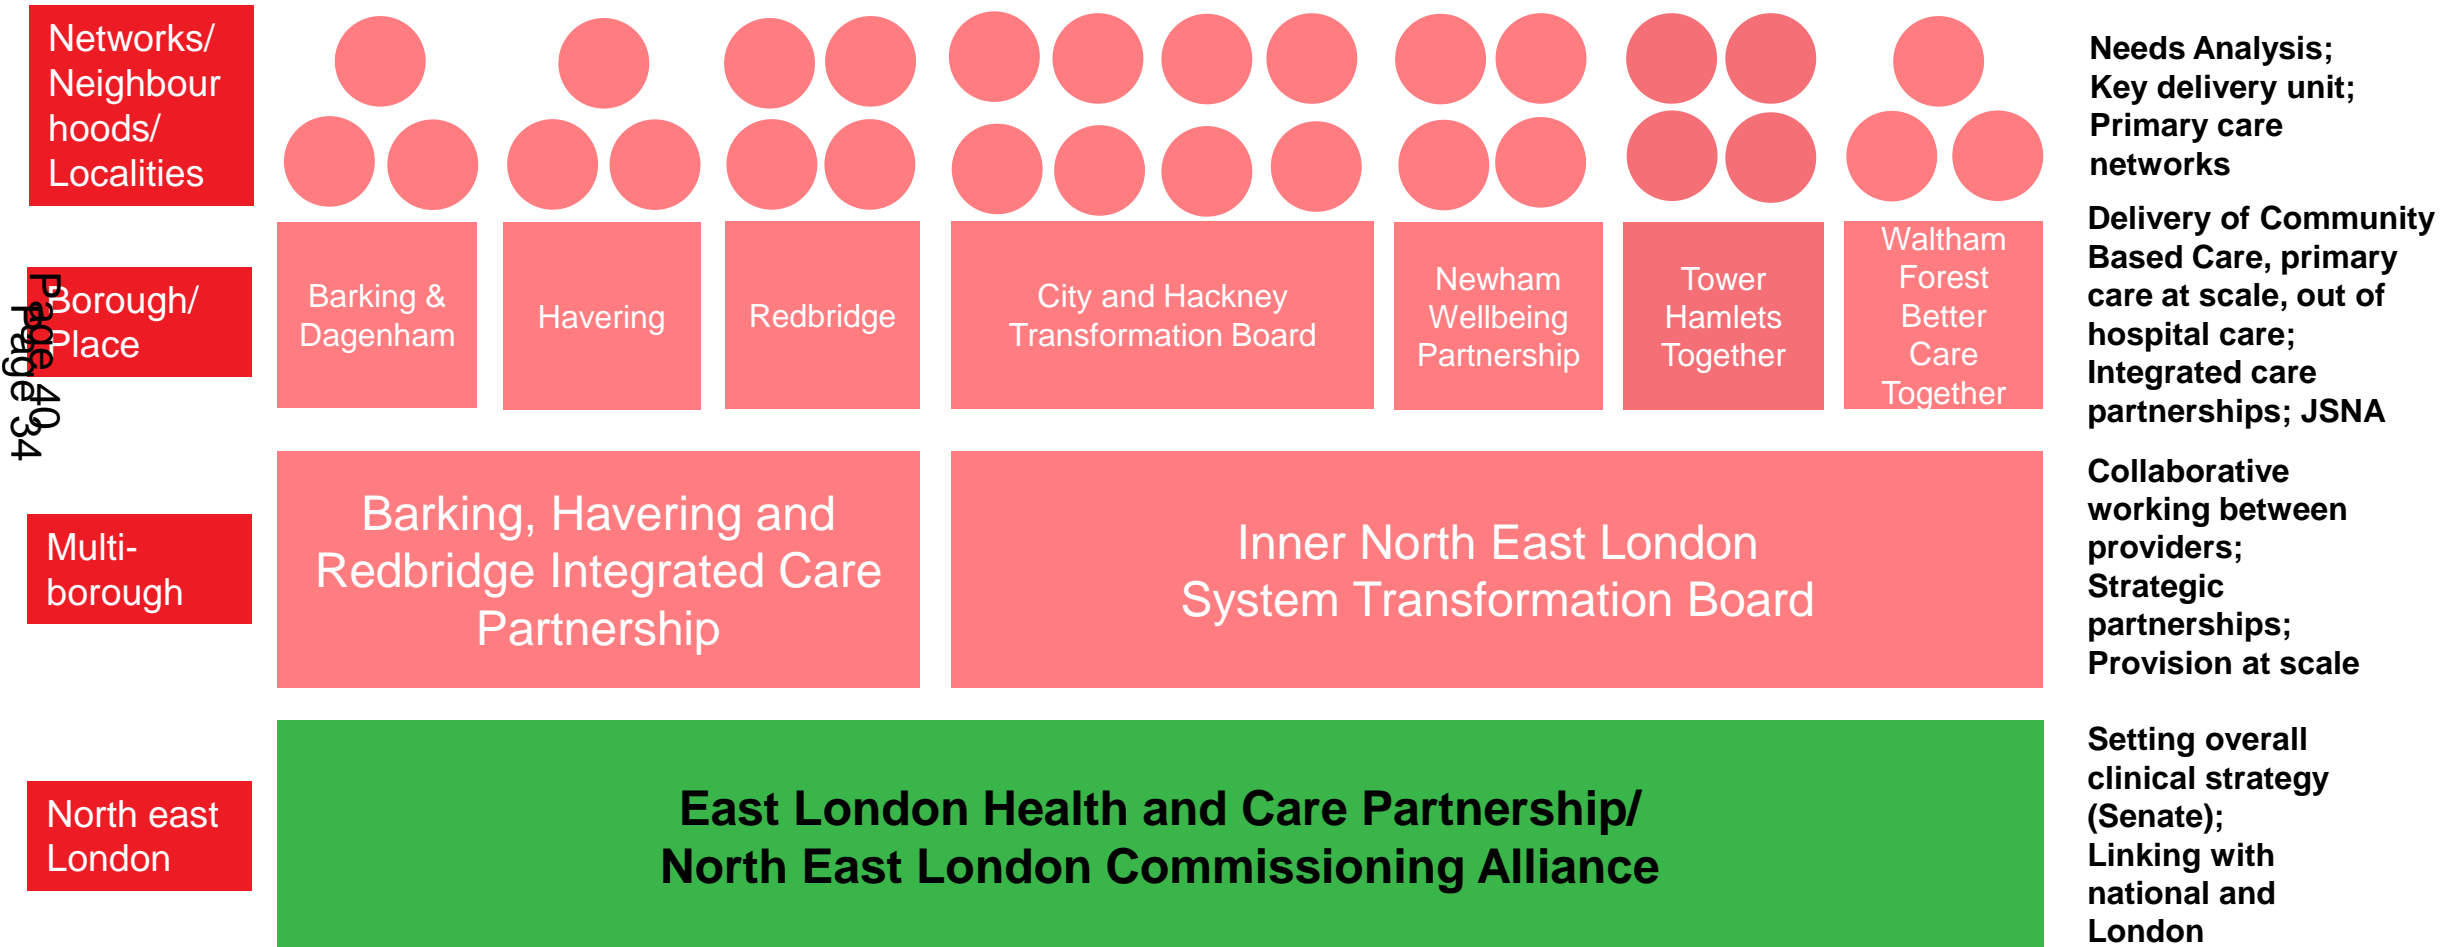 Networks/
Neighbour
hoods/
Localities
Needs Analysis;
Key delivery unit;
Primary care
networks
Borough/
Place
Page 40
Page 34
Barking &
Dagenham
Havering
Redbridge
City and Hackney
Transformation Board
Newham
Wellbeing
Partnership
Tower
Hamlets
Together
Waltham
Forest
Better
Care
Together
Delivery of Community
Based Care, primary
care at scale, out of
hospital care;
Integrated care
partnerships; JSNA
Multi-
borough
Barking, Havering and
Redbridge Integrated Care
Partnership
Inner North East London
System Transformation Board
Collaborative
working between
providers;
Strategic
partnerships;
Provision at scale
North east
London
East London Health and Care Partnership/
North East London Commissioning Alliance
Setting overall
clinical strategy
(Senate);
Linking with
national and
London